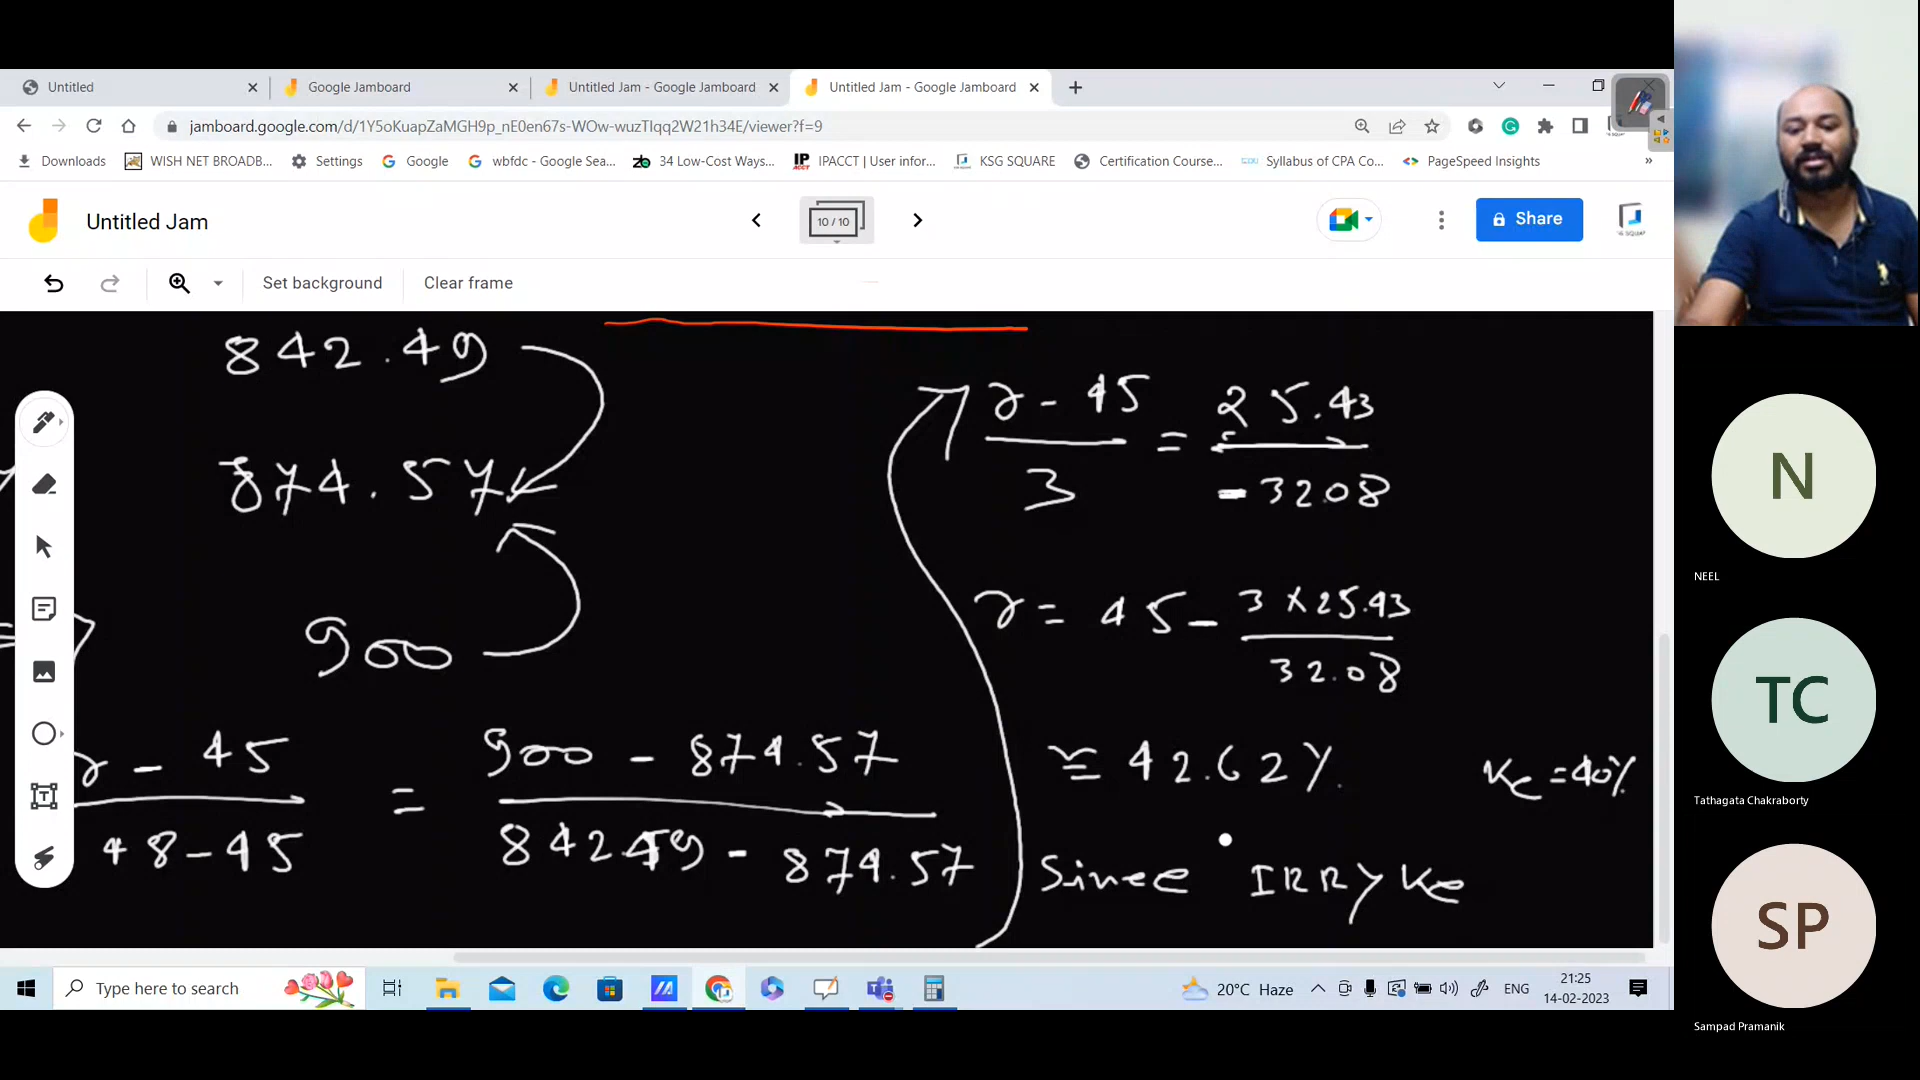 Untitled
Google Jamboard
Untitled Jam - Google Jamboard
Untitled Jam - Google Jamboard
jamboard.google.com/d/1Y5oKuapZaMGH9p_nE0en67s-WOw-wuzTIqq2W21h34E/viewer?f=9
Downloads
WISH NET BROADB...
Settings
Google
wbfdc - Google Sea...
34 Low-Cost Ways...
IPACCT | User infor...
KSG SQUARE
Certification Course...
Syllabus of CPA Co...
PageSpeed Insights
»
Untitled Jam
10 / 10
Share
Set background
Clear frame
842.49
874.57
900
r - 45
48-45
=
900 - 874.57
842.49 - 874.57
r - 45
3
=
25.43
- 32.08
r = 45 - 3 x 25.43
32.08
≃ 42.62%
Ke = 40%
Since IRR > Ke
Type here to search
20°C Haze
ENG
21:25
14-02-2023
N
NEEL
TC
Tathagata Chakraborty
SP
Sampad Pramanik